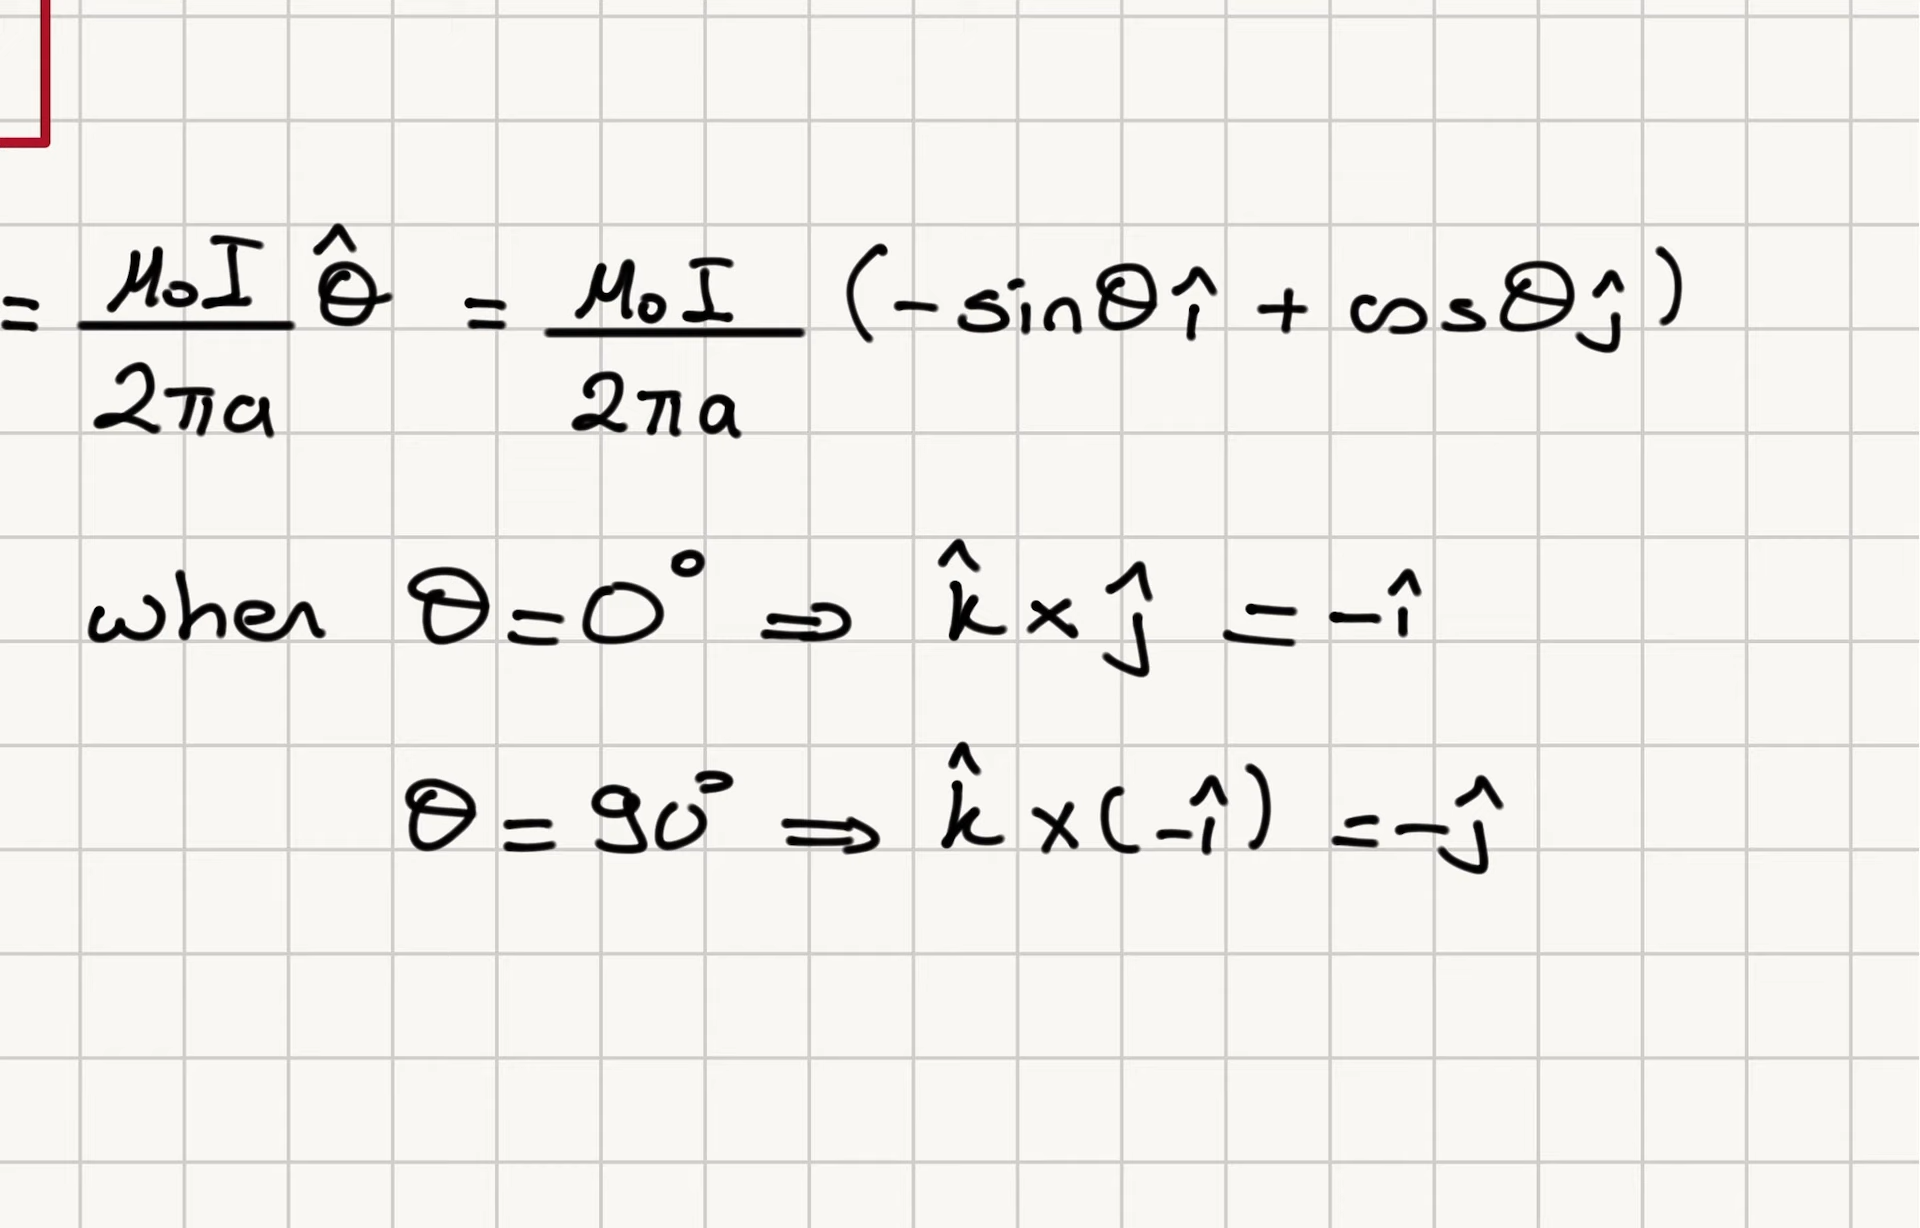 = μ₀I/2πa θ̂ = μ₀I/2πa (-sinθ î + cosθ ĵ)
when θ=0° ⇒ k̂ × ĵ = -î
θ=90° ⇒ k̂ ×(-î) = -ĵ